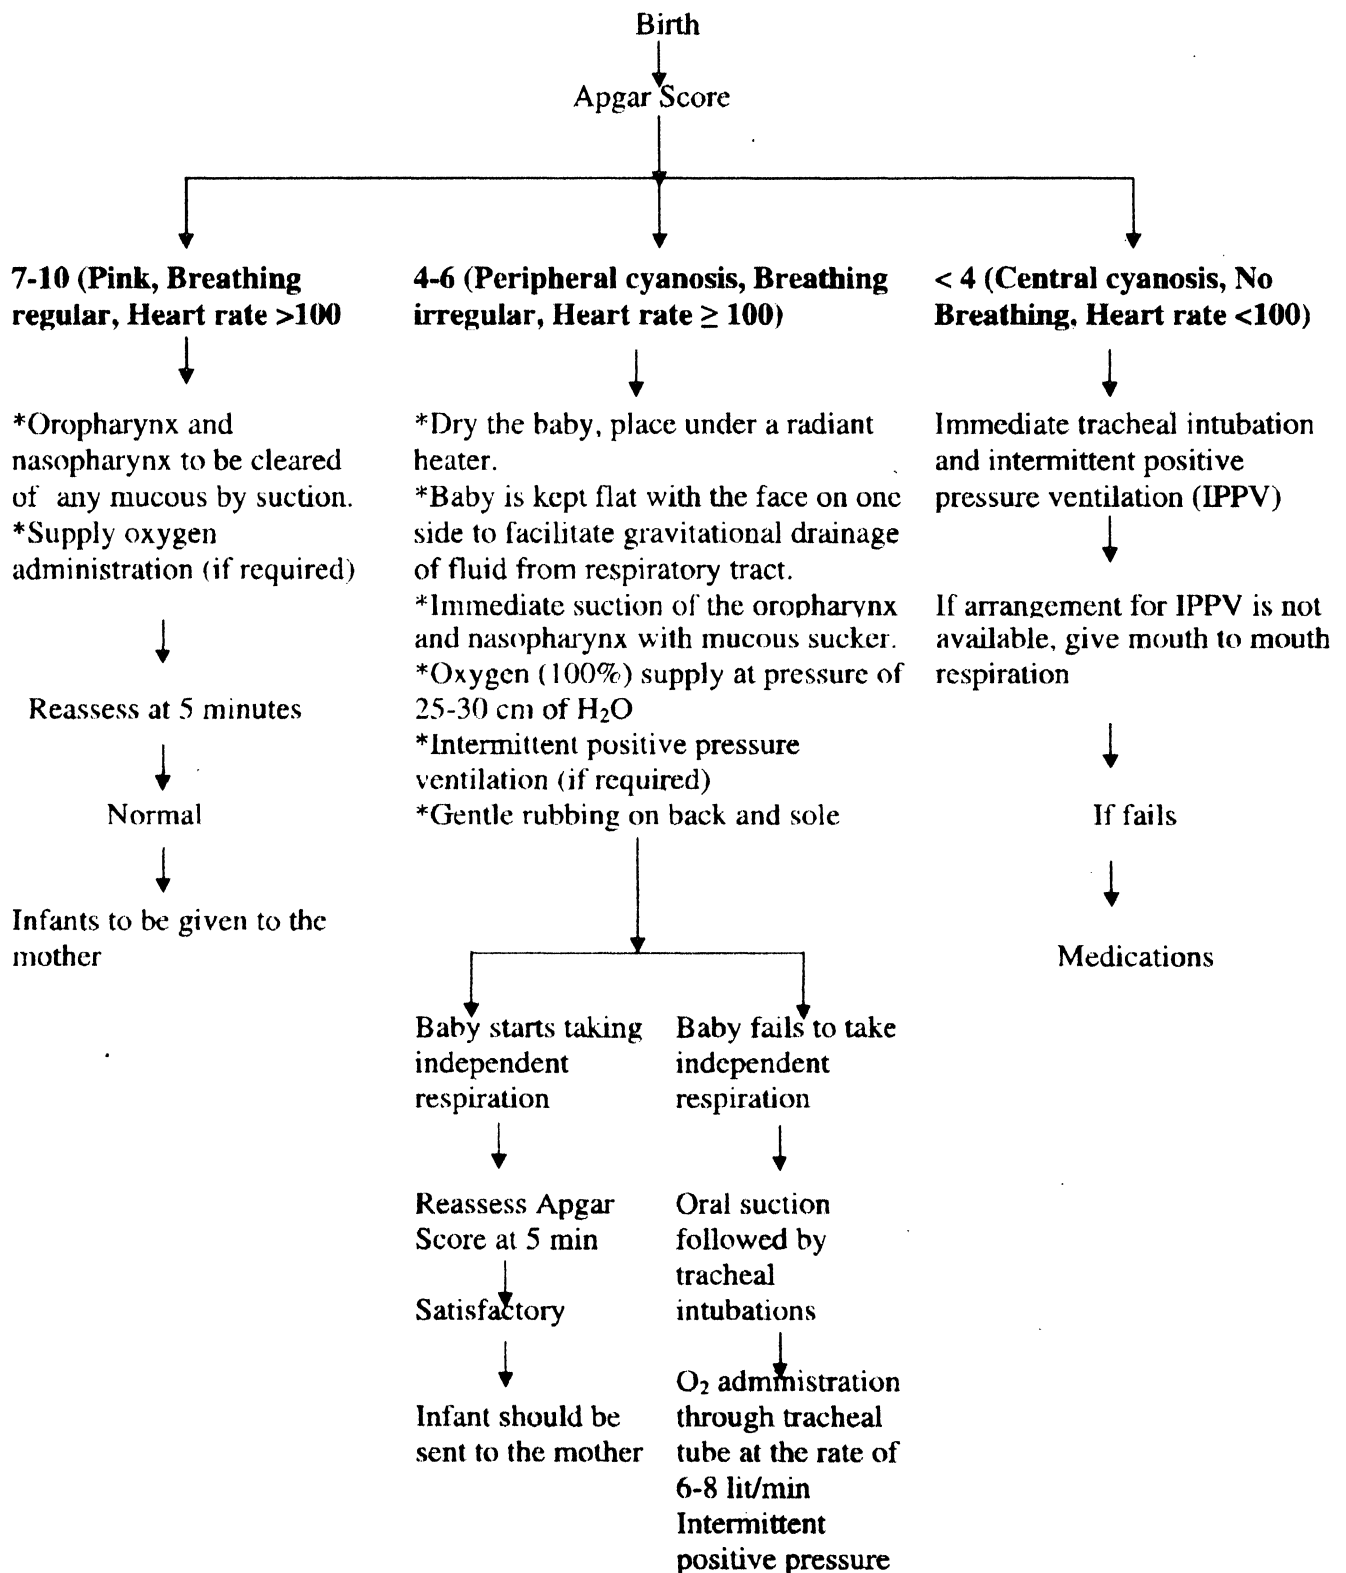 Birth
Apgar Score
7-10 (Pink, Breathing
regular, Heart rate >100
*Oropharynx and
nasopharynx to be cleared
of any mucous by suction.
*Supply oxygen
administration (if required)
Reassess at 5 minutes
Normal
Infants to be given to the
mother
4-6 (Peripheral cyanosis, Breathing
irregular, Heart rate ≥ 100)
*Dry the baby, place under a radiant
heater.
*Baby is kept flat with the face on one
side to facilitate gravitational drainage
of fluid from respiratory tract.
*Immediate suction of the oropharynx
and nasopharynx with mucous sucker.
*Oxygen (100%) supply at pressure of
25-30 cm of H₂O
*Intermittent positive pressure
ventilation (if required)
*Gentle rubbing on back and sole
Baby starts taking
independent
respiration
Reassess Apgar
Score at 5 min
Satisfactory
Infant should be
sent to the mother
Baby fails to take
independent
respiration
Oral suction
followed by
tracheal
intubations
O₂ administration
through tracheal
tube at the rate of
6-8 lit/min
Intermittent
positive pressure
< 4 (Central cyanosis, No
Breathing, Heart rate <100)
Immediate tracheal intubation
and intermittent positive
pressure ventilation (IPPV)
If arrangement for IPPV is not
available, give mouth to mouth
respiration
If fails
Medications